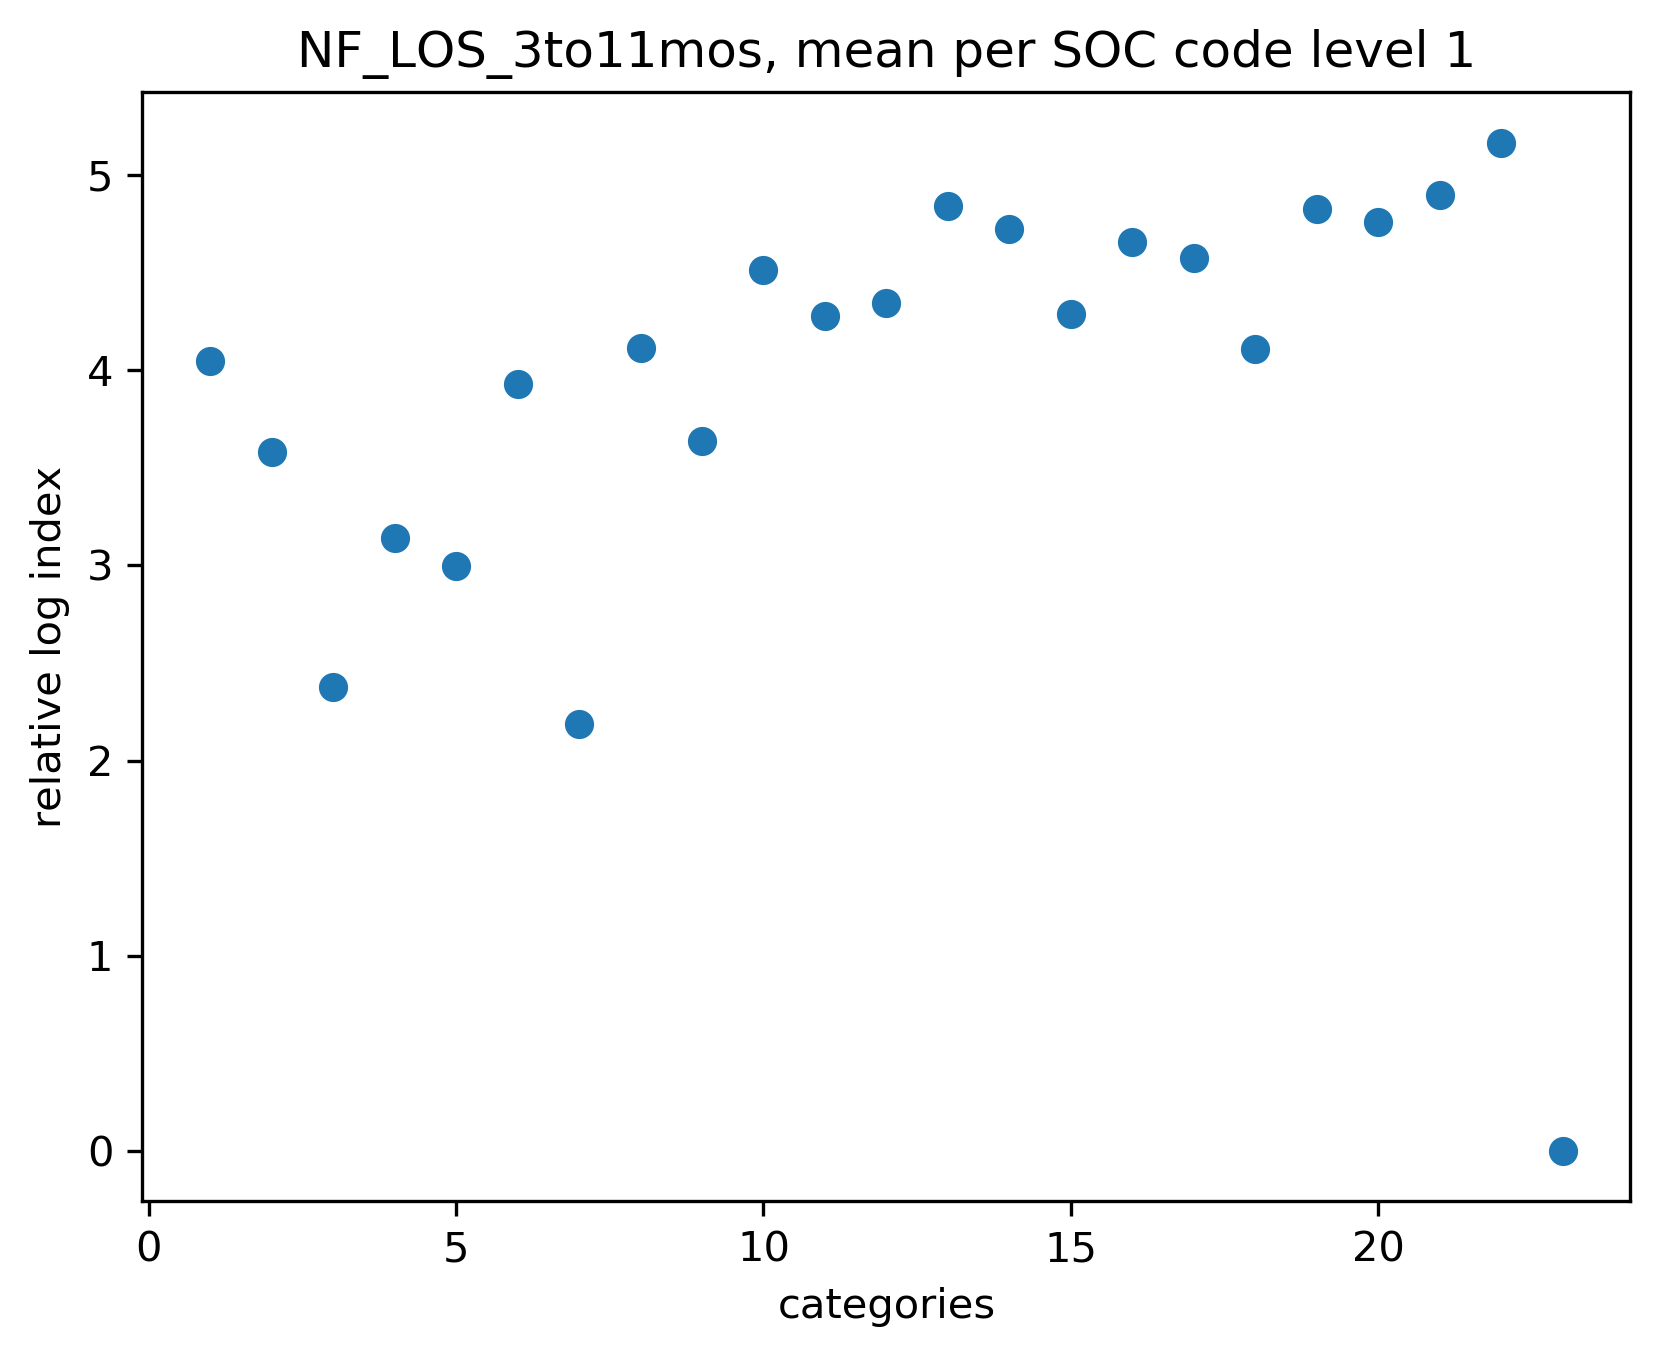 NF_LOS_3to11mos, mean per SOC code level 1
relative log index
5
4
3
2
1
0
0 5 10 15 20
categories